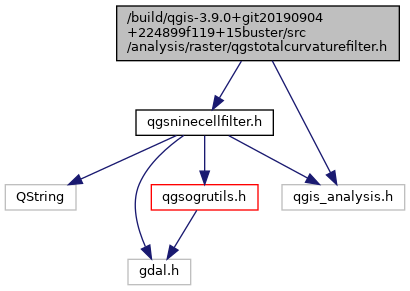 /build/qgis-3.9.0+git20190904
+224899f119+15buster/src
/analysis/raster/qgstotalcurvaturefilter.h
qgsninecellfilter.h
QString
qgsogrutils.h
qgis_analysis.h
gdal.h